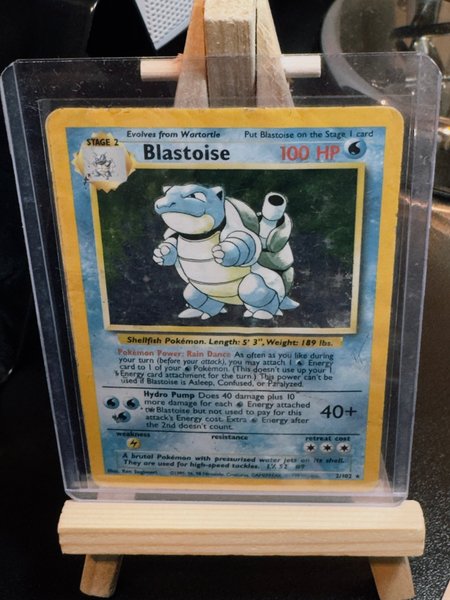 Evolves from Wartortle Put Blastoise on the Stage 1 card
STAGE 2
Blastoise 100 HP
Shellfish Pokémon. Length: 5' 3", Weight: 189 lbs.
Pokémon Power: Rain Dance As often as you like during
your turn (before your attack), you may attach 1 Energy
card to 1 of your Pokémon. (This doesn't use up your 1
Energy card attachment for the turn.) This power can't be
used if Blastoise is Asleep, Confused, or Paralyzed.
Hydro Pump Does 40 damage plus 10
more damage for each Energy attached
to Blastoise but not used to pay for this
attack's Energy cost. Extra Energy after
the 2nd doesn't count.
40+
weakness resistance retreat cost
A brutal Pokémon with pressurized water jets on its shell.
They are used for high-speed tackles. LV. 52 #9
Illus. Ken Sugimori
2/102